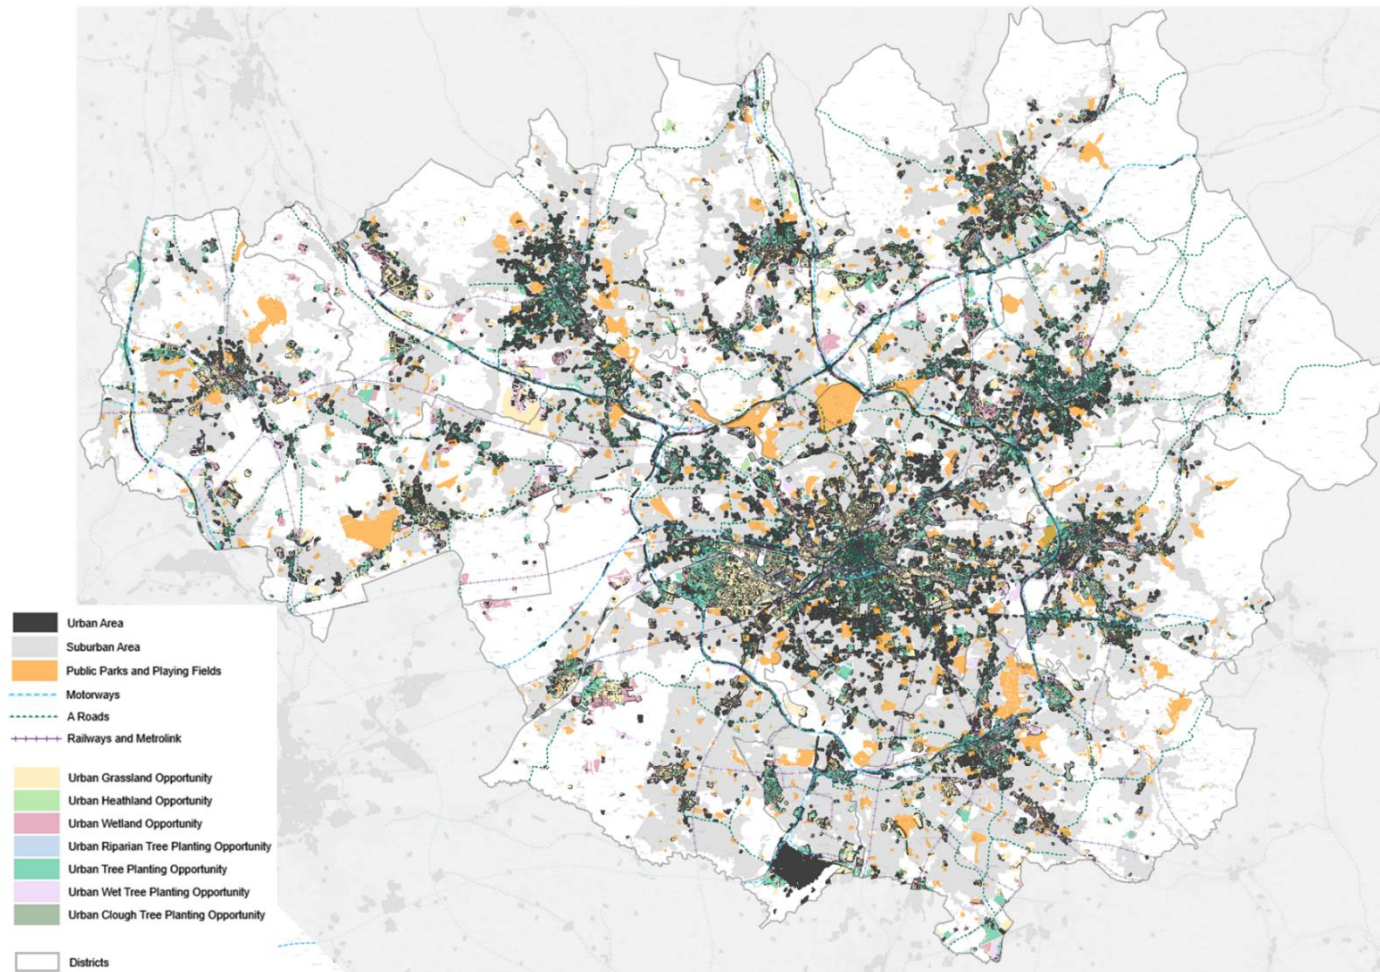 Urban Area
Suburban Area
Public Parks and Playing Fields
Motorways
A Roads
Railways and Metrolink
Urban Grassland Opportunity
Urban Heathland Opportunity
Urban Wetland Opportunity
Urban Riparian Tree Planting Opportunity
Urban Tree Planting Opportunity
Urban Wet Tree Planting Opportunity
Urban Clough Tree Planting Opportunity
Districts